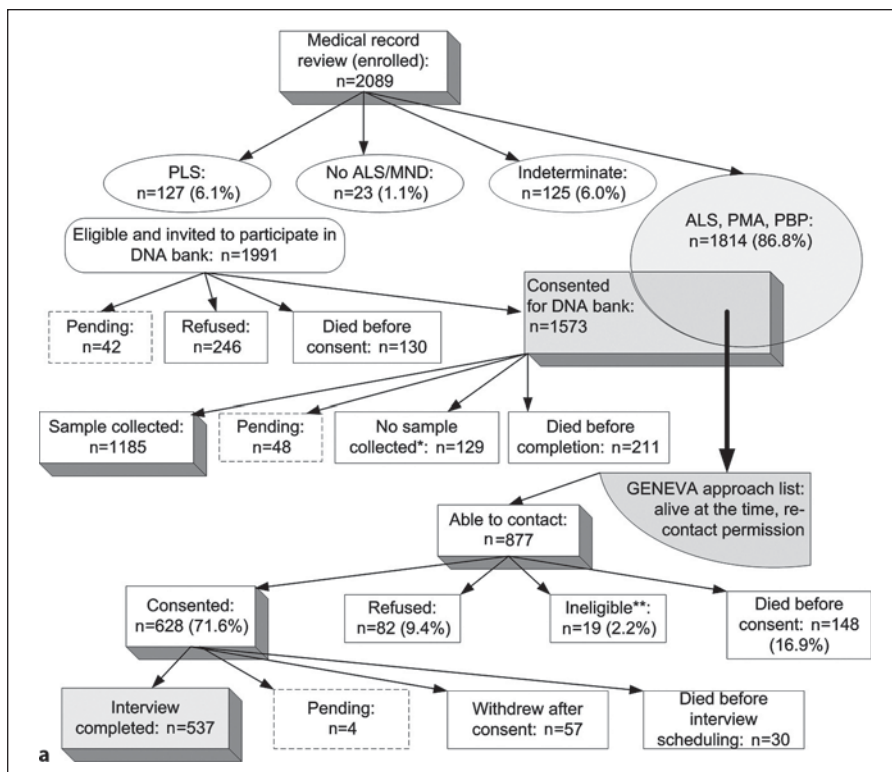 Medical record
review (enrolled):
n=2089
PLS:
n=127 (6.1%)
No ALS/MND:
n=23 (1.1%)
Indeterminate:
n=125 (6.0%)
ALS, PMA, PBP:
n=1814 (86.8%)
Eligible and invited to participate in
DNA bank: n=1991
Consented
for DNA bank:
n=1573
Pending:
n=42
Refused:
n=246
Died before
consent: n=130
Sample collected:
n=1185
Pending:
n=48
No sample
collected*: n=129
Died before
completion: n=211
GENEVA approach list:
alive at the time, re-
contact permission
Able to contact:
n=877
Consented:
n=628 (71.6%)
Refused:
n=82 (9.4%)
Ineligible**:
n=19 (2.2%)
Died before
consent: n=148
(16.9%)
Interview
completed: n=537
Pending:
n=4
Withdrew after
consent: n=57
Died before
interview
scheduling: n=30
a